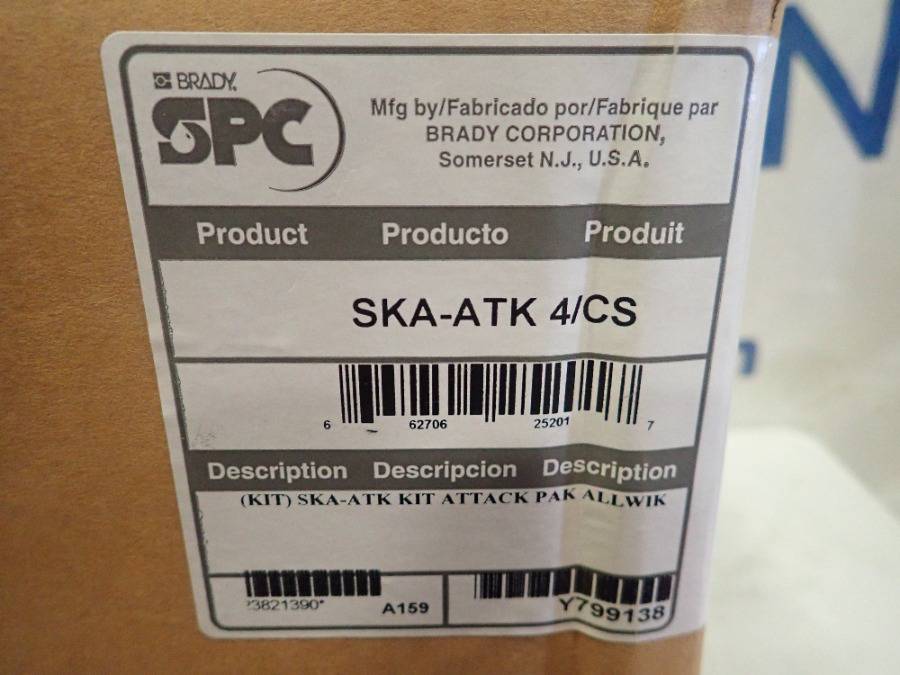 BRADY.
SPC
Mfg by/Fabricado por/Fabrique par
BRADY CORPORATION,
Somerset N.J., U.S.A.
Product Producto Produit
SKA-ATK 4/CS
6 62706 25201 7
Description Descripcion Description
(KIT) SKA-ATK KIT ATTACK PAK ALLWIK
3821390* A159 Y799138
N